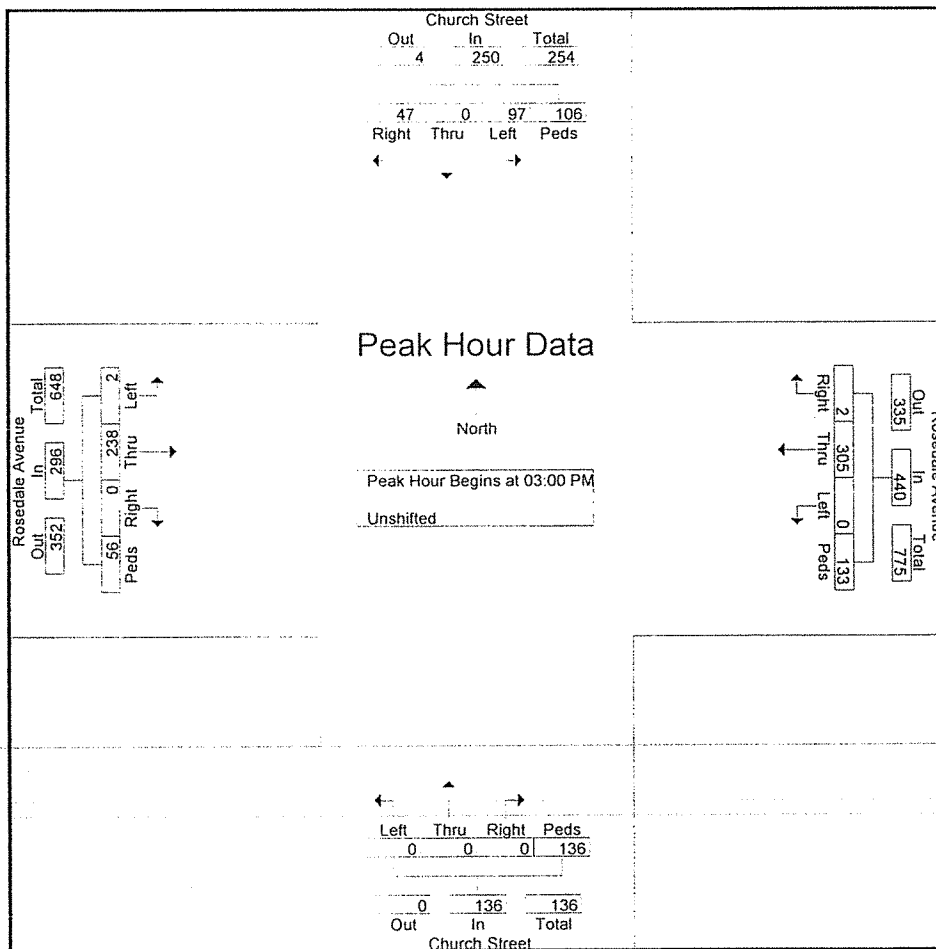 Church Street
Out In Total
4 250 254
47 0 97 106
Right Thru Left Peds
Peak Hour Data
North
Peak Hour Begins at 03:00 PM
Unshifted
Rosedale Avenue
Out In Total
352 296 648
56 0 238 2
Peds Right Thru Left
Rosedale Avenue
Out In Total
335 440 775
2 305 0 133
Right Thru Left Peds
Left Thru Right Peds
0 0 0 136
0 136 136
Out In Total
Church Street